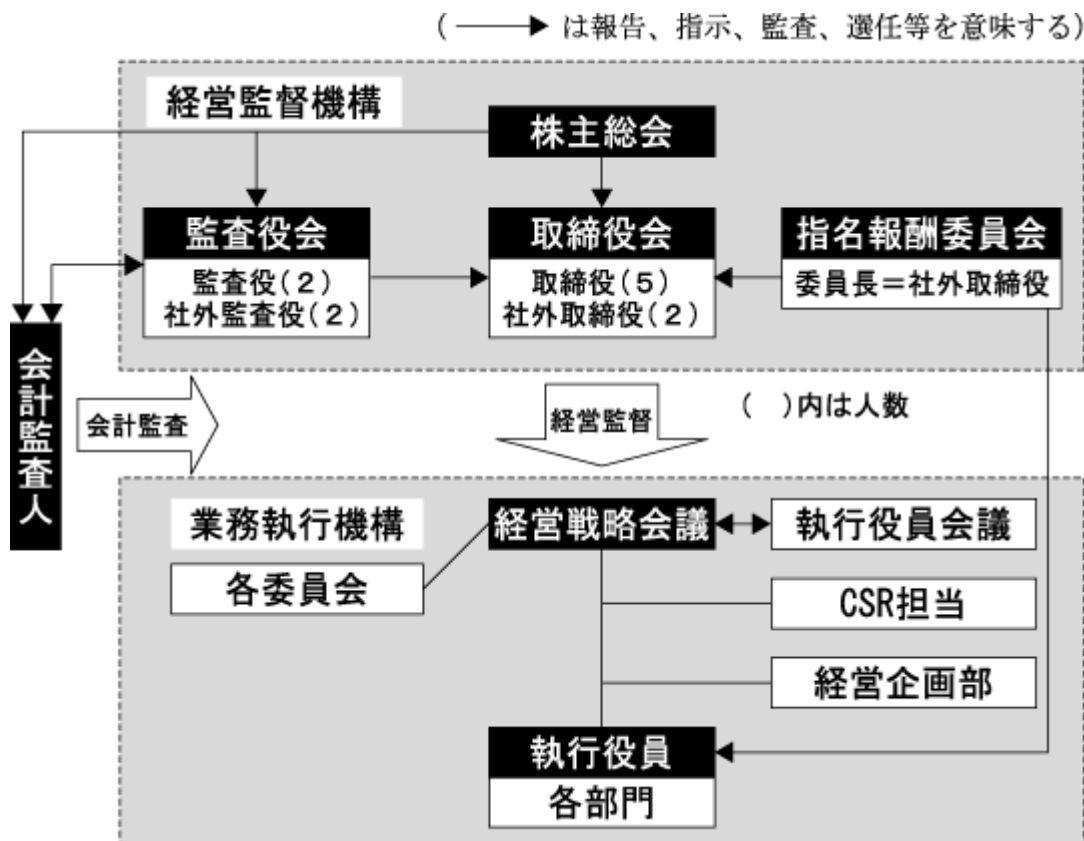 (――▶は報告、指示、監査、選任等を意味する)
経営監督機構
株主総会
監査役会
監査役(2)
社外監査役(2)
取締役会
取締役(5)
社外取締役(2)
指名報酬委員会
委員長＝社外取締役
会計監査人
会計監査
経営監督
(　)内は人数
業務執行機構
経営戦略会議
執行役員会議
各委員会
CSR担当
経営企画部
執行役員
各部門